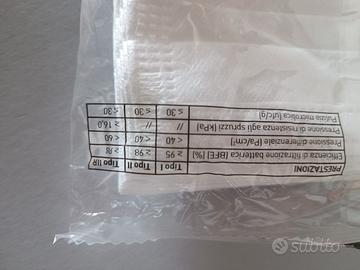 PRESTAZIONI Tipo I Tipo II Tipo IIR
Efficienza di filtrazione batterica (BFE) [%] ≥ 95 ≥ 98 ≥ 98
Pressione differenziale [Pa/cm²] < 40 < 40 < 60
Pressione di resistenza agli spruzzi [kPa] // // ≥ 16,0
Pulizia microbica [ufc/g] ≤ 30 ≤ 30 ≤ 30
subito